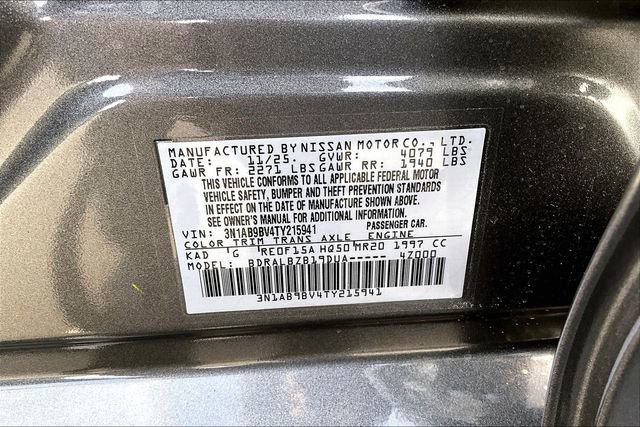 MANUFACTURED BY NISSAN MOTOR CO., LTD.
DATE: 11/25. GVWR: 4079 LBS
GAWR FR: 2271 LBS GAWR RR: 1940 LBS
THIS VEHICLE CONFORMS TO ALL APPLICABLE FEDERAL MOTOR
VEHICLE SAFETY, BUMPER AND THEFT PREVENTION STANDARDS
IN EFFECT ON THE DATE OF MANUFACTURE SHOWN ABOVE.
SEE OWNER'S MANUAL FOR ADDITIONAL INFORMATION.
VIN: 3N1AB9BV4TY215941 PASSENGER CAR.
COLOR TRIM TRANS AXLE ENGINE
KAD G RE0F15A HQ50 MR20 1997 CC
MODEL: BDRALBZB19DUA----- 4Z000
3N1AB9BV4TY215941